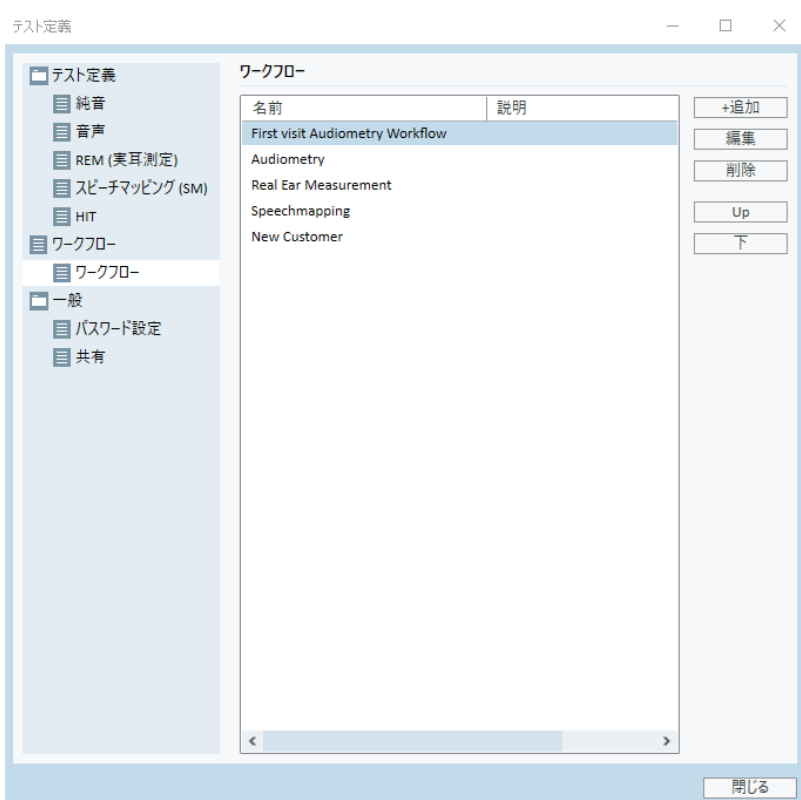 テスト定義
テスト定義
純音
音声
REM (実耳測定)
スピーチマッピング (SM)
HIT
ワークフロー
ワークフロー
一般
パスワード設定
共有
ワークフロー
名前 説明
First visit Audiometry Workflow
Audiometry
Real Ear Measurement
Speechmapping
New Customer
+追加
編集
削除
Up
下
閉じる